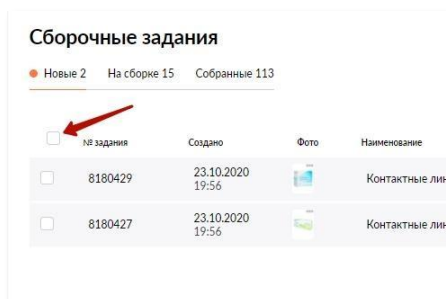 Сборочные задания
Новые 2 На сборке 15 Собранные 113
№ задания Создано Фото Наименование
8180429 23.10.2020 Контактные лин
19:56
8180427 23.10.2020 Контактные лин
19:56